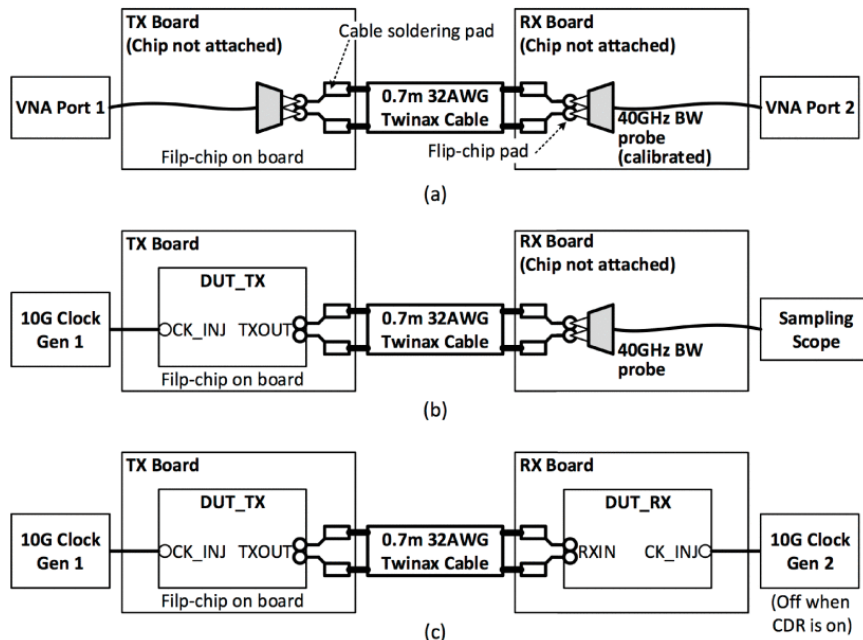 TX Board
(Chip not attached)
Cable soldering pad
RX Board
(Chip not attached)
VNA Port 1
0.7m 32AWG
Twinax Cable
VNA Port 2
40GHz BW
probe
(calibrated)
Filp-chip on board
Flip-chip pad
(a)
TX Board
RX Board
(Chip not attached)
DUT_TX
10G Clock
Gen 1
CK_INJ TXOUT
0.7m 32AWG
Twinax Cable
Sampling
Scope
40GHz BW
probe
Filp-chip on board
(b)
TX Board
RX Board
DUT_TX
DUT_RX
10G Clock
Gen 1
CK_INJ TXOUT
0.7m 32AWG
Twinax Cable
RXIN CK_INJ
10G Clock
Gen 2
Filp-chip on board
(Off when
CDR is on)
(c)